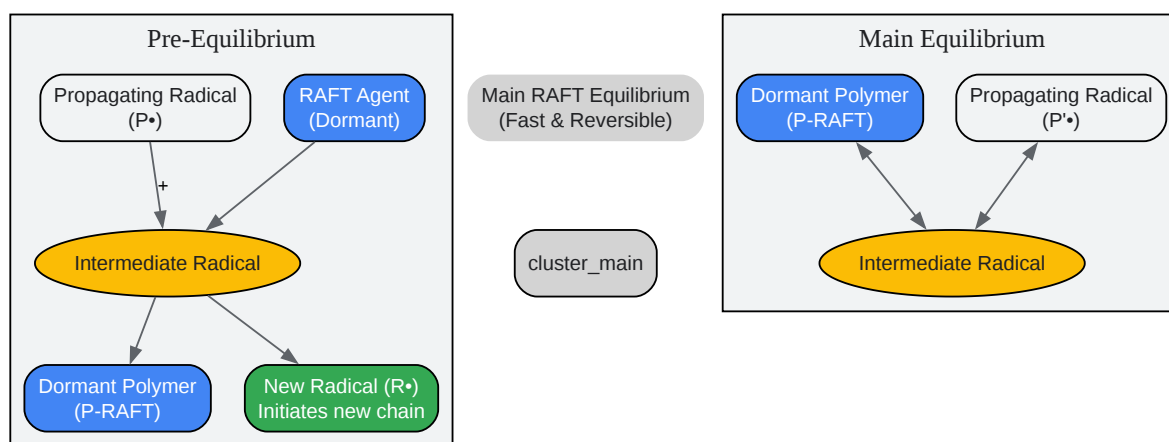 Pre-Equilibrium
Propagating Radical
(P•)
RAFT Agent
(Dormant)
+
Intermediate Radical
Dormant Polymer
(P-RAFT)
New Radical (R•)
Initiates new chain
Main RAFT Equilibrium
(Fast & Reversible)
cluster_main
Main Equilibrium
Dormant Polymer
(P-RAFT)
Propagating Radical
(P'•)
Intermediate Radical